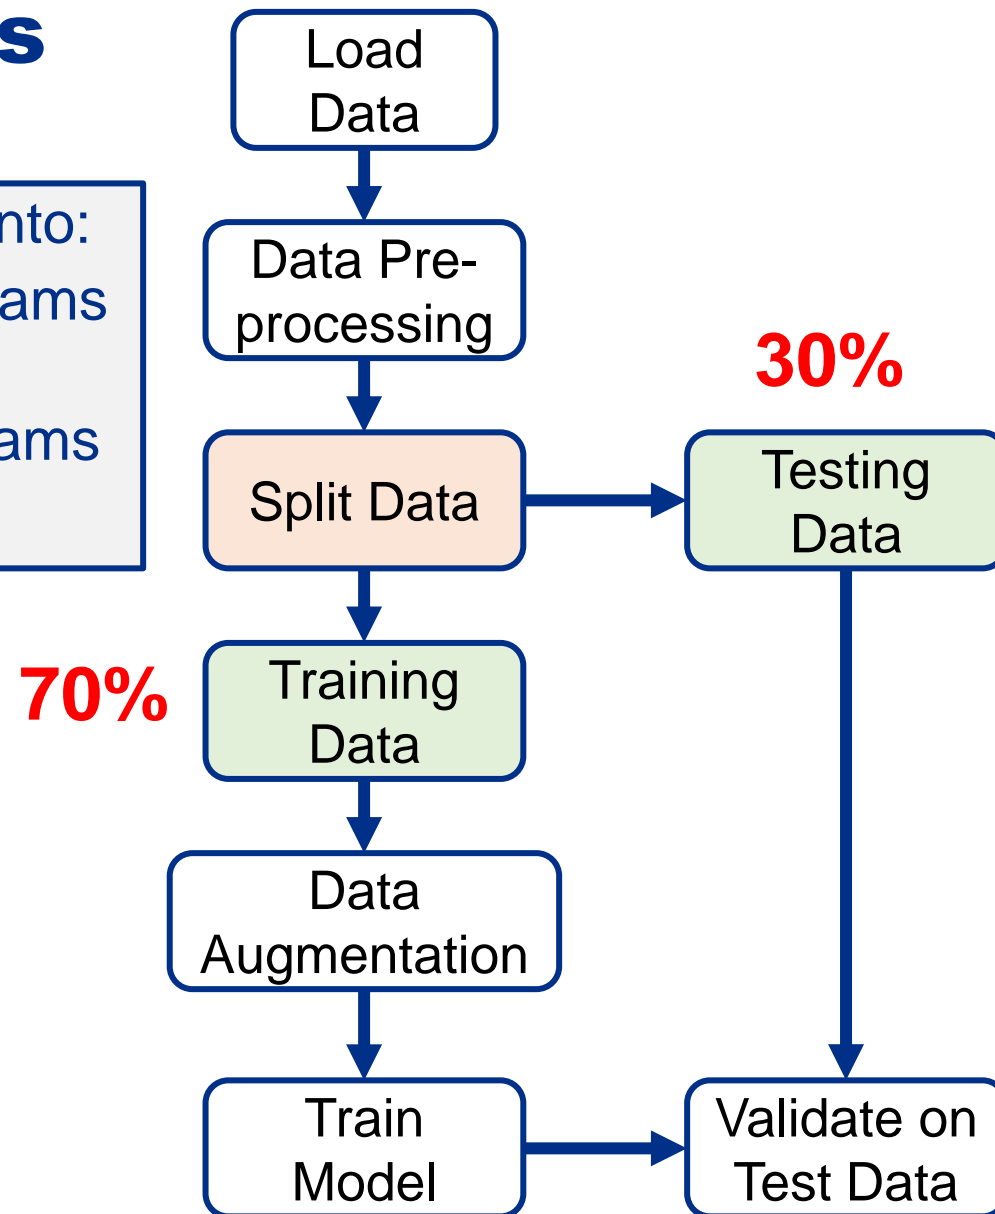 s
Load
Data
nto:
ams
ams
Data Pre-
processing
30%
Split Data
Testing
Data
70%
Training
Data
Data
Augmentation
Train
Model
Validate on
Test Data